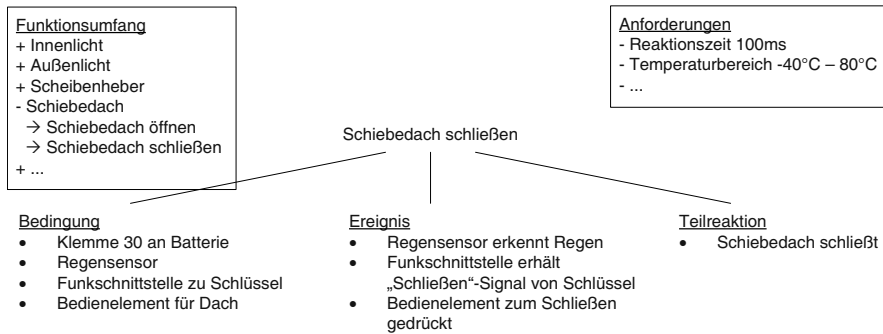 Funktionsumfang
+ Innenlicht
+ Außenlicht
+ Scheibenheber
- Schiebedach
→ Schiebedach öffnen
→ Schiebedach schließen
+ ...
Anforderungen
- Reaktionszeit 100ms
- Temperaturbereich -40°C – 80°C
- ...
Schiebedach schließen
Bedingung
• Klemme 30 an Batterie
• Regensensor
• Funkschnittstelle zu Schlüssel
• Bedienelement für Dach
Ereignis
• Regensensor erkennt Regen
• Funkschnittstelle erhält
„Schließen“-Signal von Schlüssel
• Bedienelement zum Schließen
gedrückt
Teilreaktion
• Schiebedach schließt